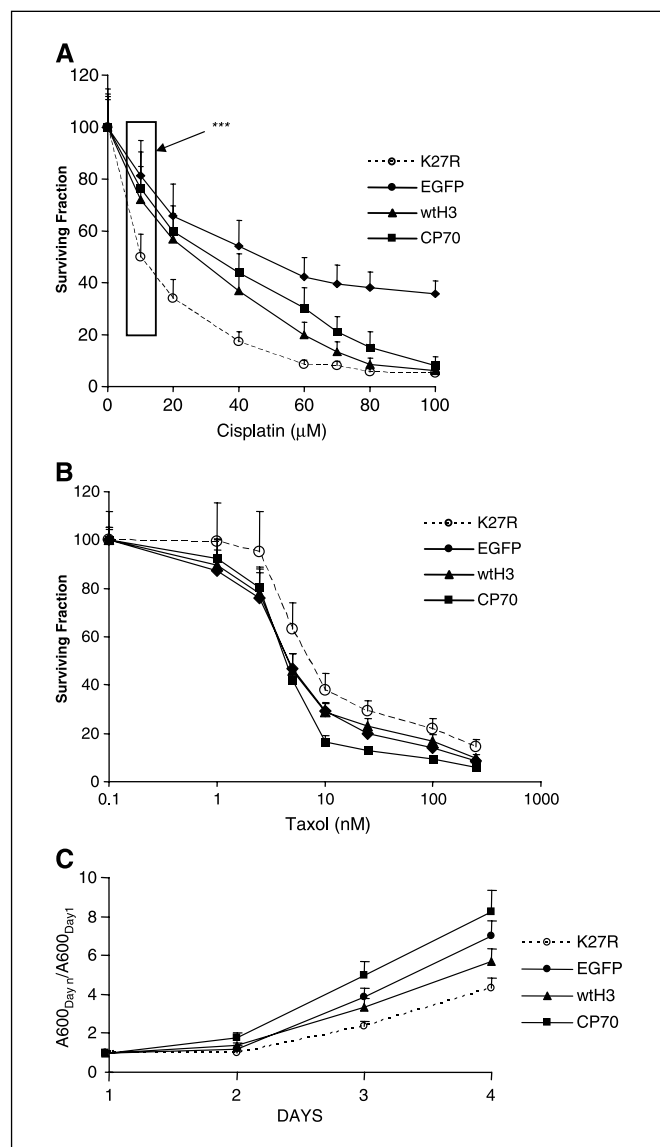 A
120
100
80
60
40
20
0
Surviving Fraction
***
K27R
EGFP
wtH3
CP70
0 20 40 60 80 100
Cisplatin (μM)
B
120
100
80
60
40
20
0
Surviving Fraction
K27R
EGFP
wtH3
CP70
0.1 1 10 100 1000
Taxol (nM)
C
10
8
6
4
2
0
A600Day n/A600Day1
K27R
EGFP
wtH3
CP70
1 2 3 4
DAYS